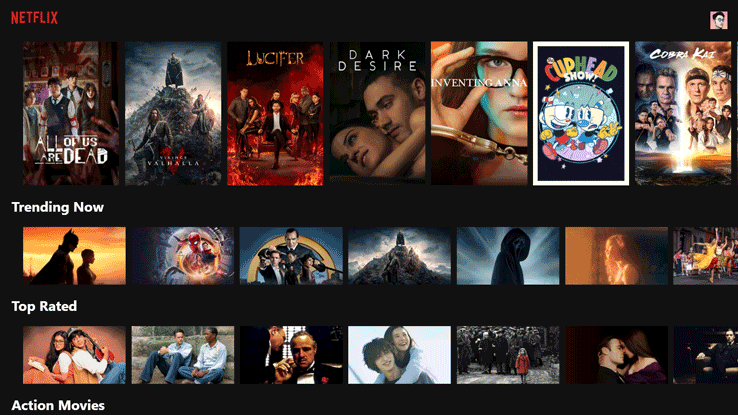 NETFLIX
ALL OF US
ARE DEAD
VIKINGS
VALHALLA
LUCIFER
DARK
DESIRE
INVENTING ANNA
THE
CUPHEAD
SHOW!
COBRA KAI
Trending Now
Top Rated
Action Movies